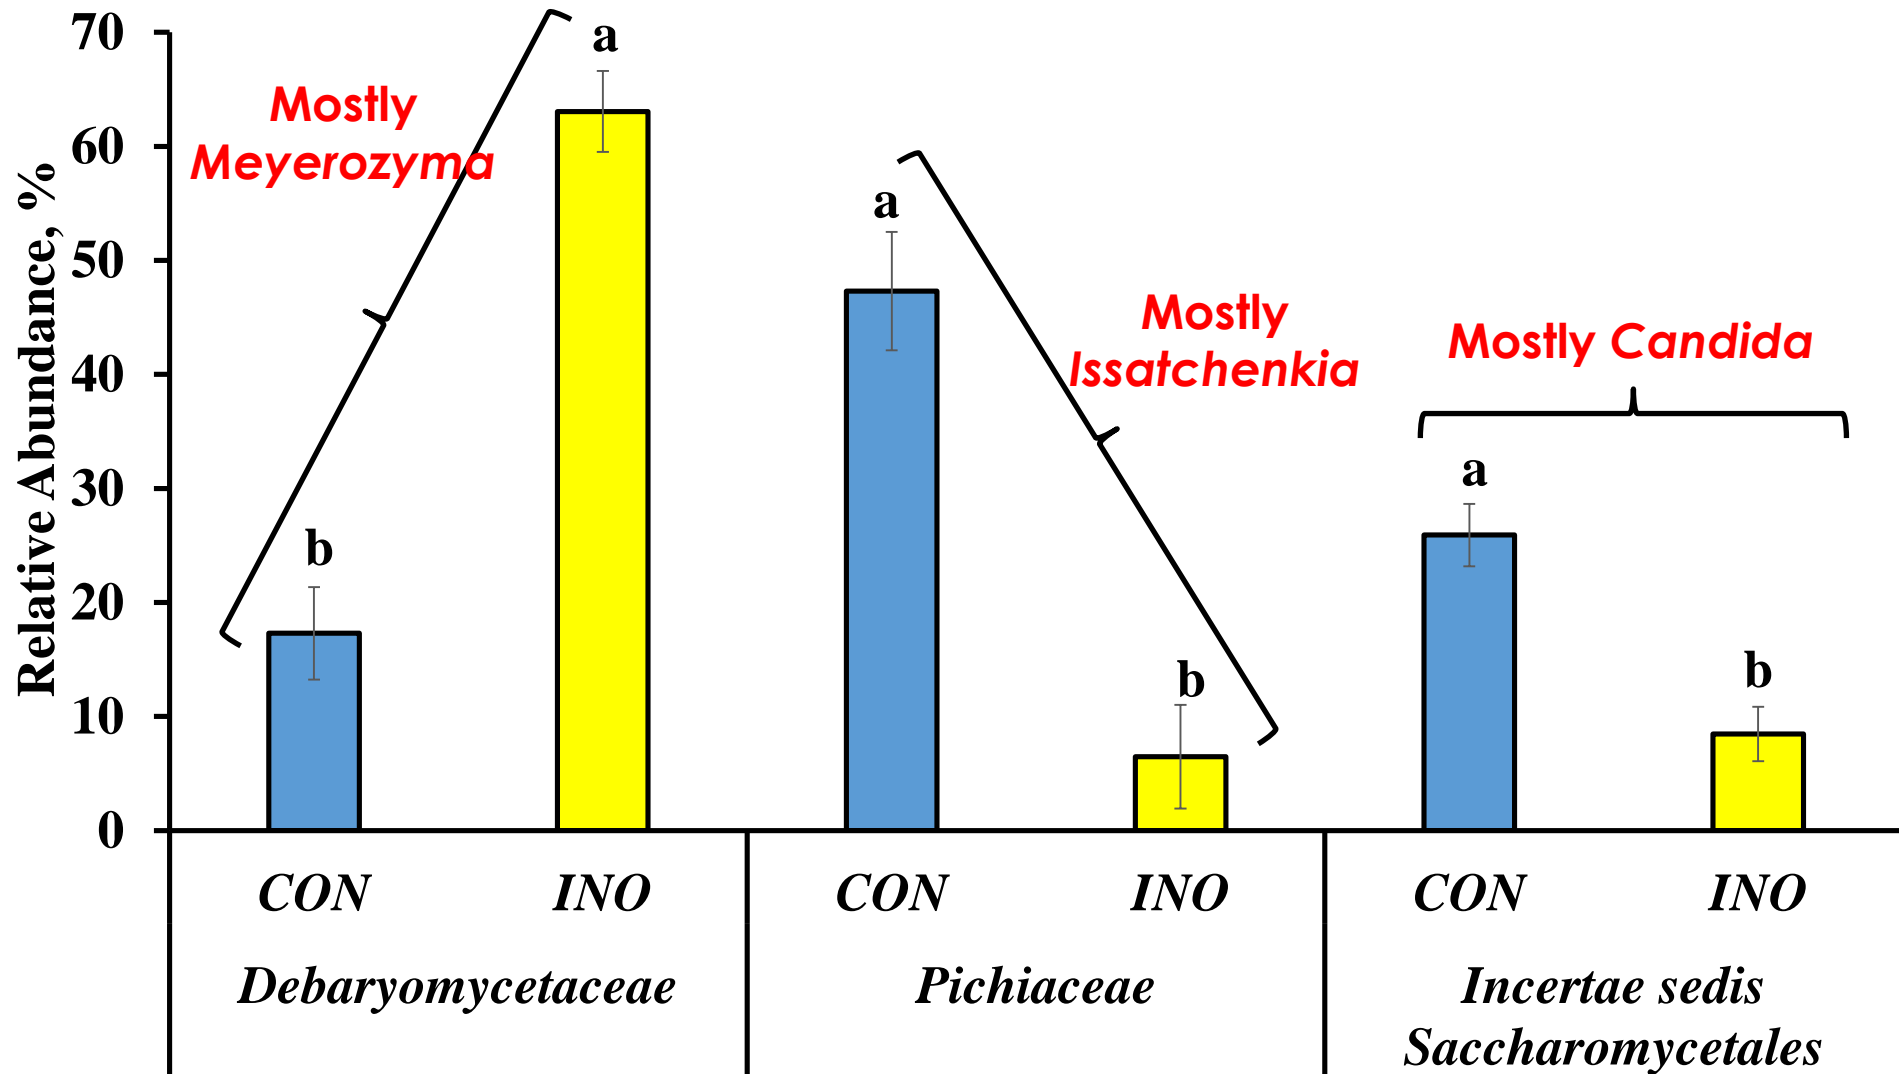 Relative Abundance, %
70
60
50
40
30
20
10
0
Mostly
Meyerozyma
Mostly
Issatchenkia
Mostly Candida
b
a
a
b
a
b
CON
INO
CON
INO
CON
INO
Debaryomycetaceae
Pichiaceae
Incertae sedis
Saccharomycetales